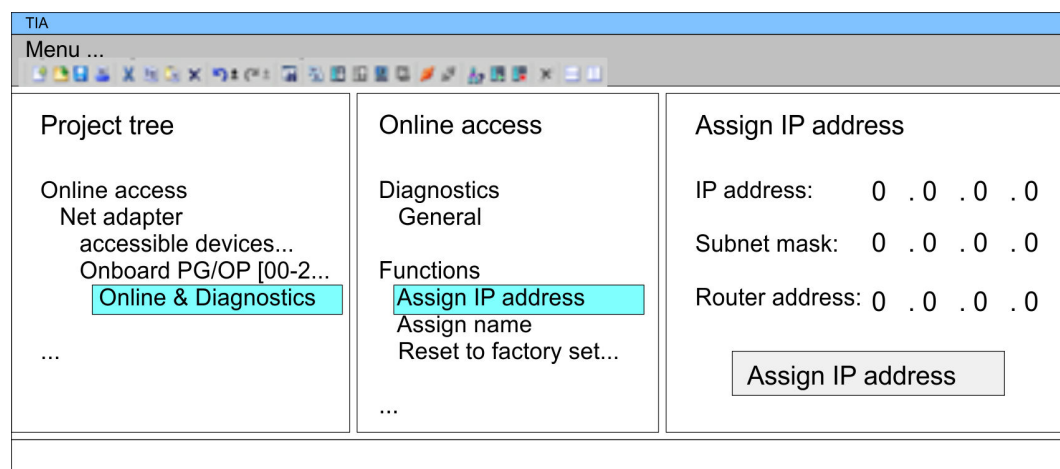 TIA
Menu ...
Project tree
Online access
Net adapter
accessible devices...
Onboard PG/OP [00-2...
Online & Diagnostics
...
Online access
Diagnostics
General
Functions
Assign IP address
Assign name
Reset to factory set...
...
Assign IP address
IP address: 0 . 0 . 0 . 0
Subnet mask: 0 . 0 . 0 . 0
Router address: 0 . 0 . 0 . 0
Assign IP address